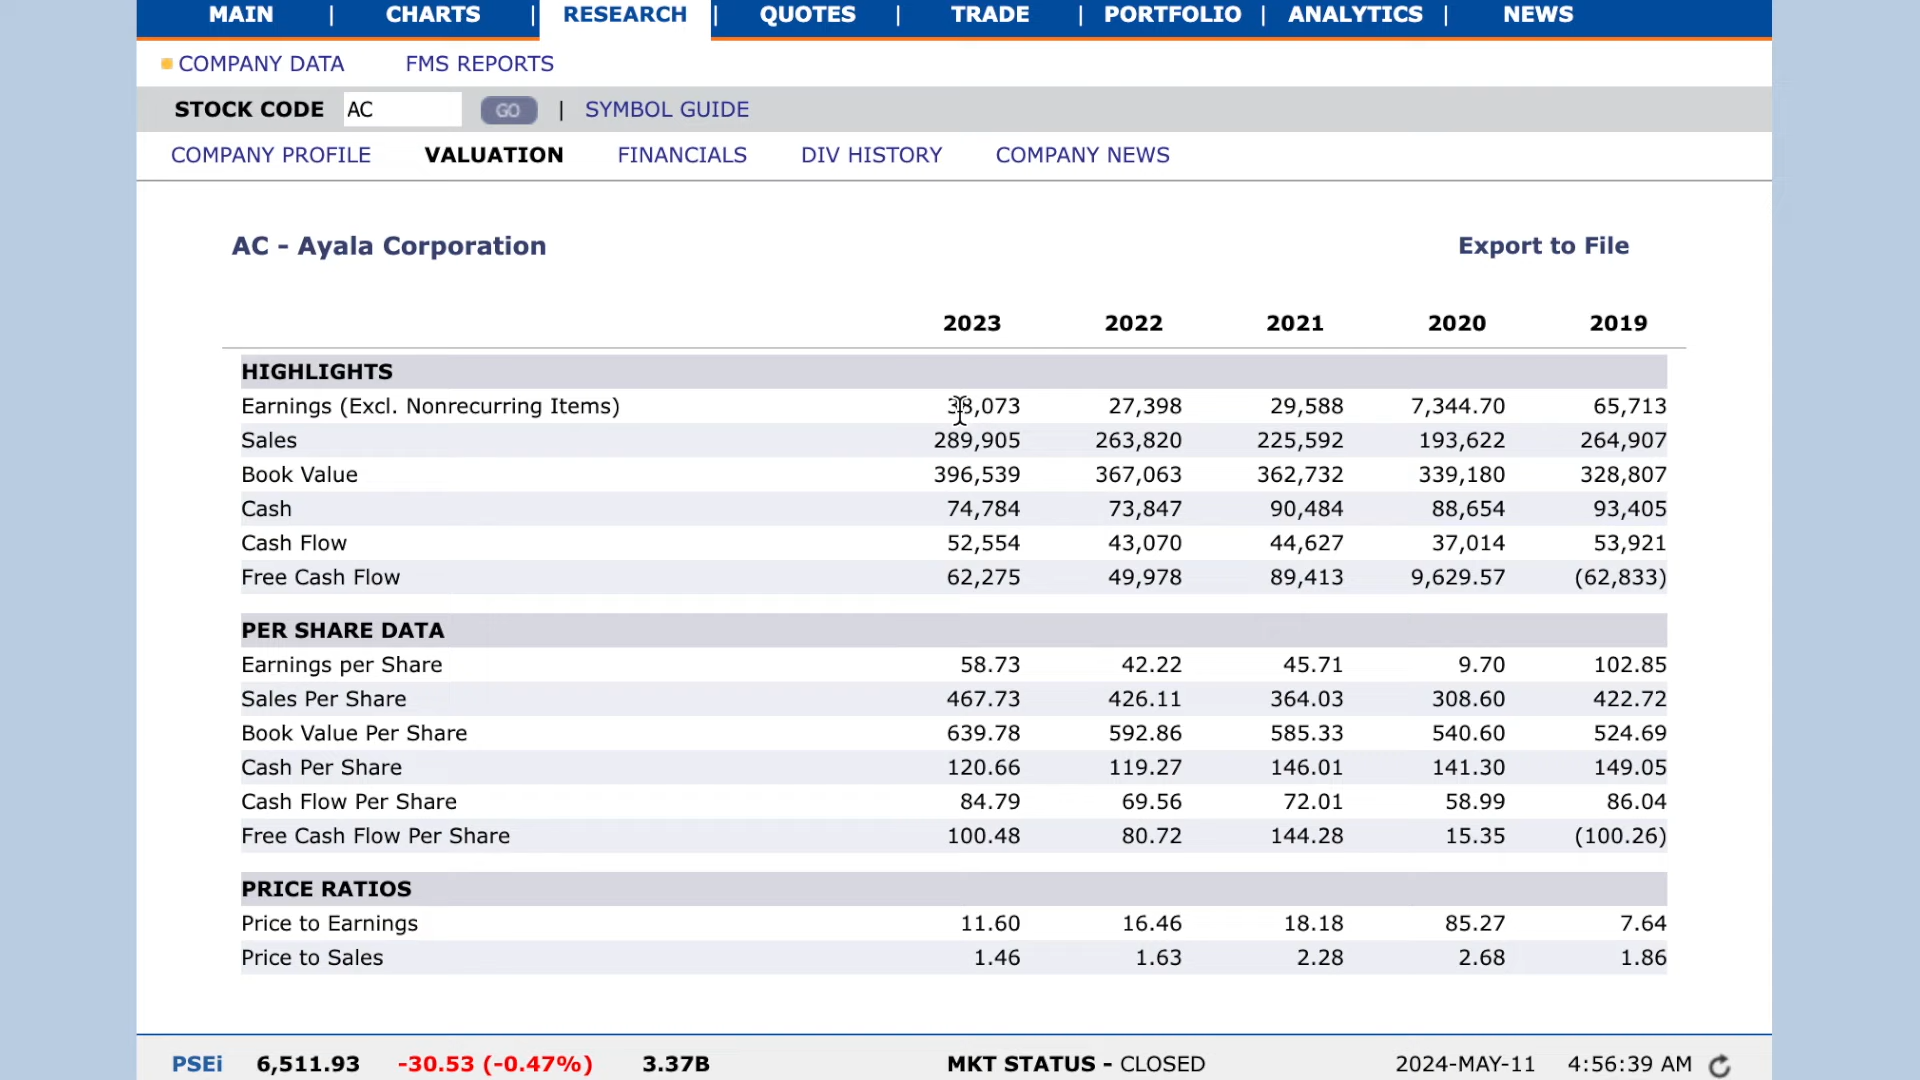 MAIN | CHARTS | RESEARCH | QUOTES | TRADE | PORTFOLIO | ANALYTICS | NEWS
COMPANY DATA FMS REPORTS
STOCK CODE AC GO | SYMBOL GUIDE
COMPANY PROFILE VALUATION FINANCIALS DIV HISTORY COMPANY NEWS
AC - Ayala Corporation Export to File
2023 2022 2021 2020 2019
HIGHLIGHTS
Earnings (Excl. Nonrecurring Items) 38,073 27,398 29,588 7,344.70 65,713
Sales 289,905 263,820 225,592 193,622 264,907
Book Value 396,539 367,063 362,732 339,180 328,807
Cash 74,784 73,847 90,484 88,654 93,405
Cash Flow 52,554 43,070 44,627 37,014 53,921
Free Cash Flow 62,275 49,978 89,413 9,629.57 (62,833)
PER SHARE DATA
Earnings per Share 58.73 42.22 45.71 9.70 102.85
Sales Per Share 467.73 426.11 364.03 308.60 422.72
Book Value Per Share 639.78 592.86 585.33 540.60 524.69
Cash Per Share 120.66 119.27 146.01 141.30 149.05
Cash Flow Per Share 84.79 69.56 72.01 58.99 86.04
Free Cash Flow Per Share 100.48 80.72 144.28 15.35 (100.26)
PRICE RATIOS
Price to Earnings 11.60 16.46 18.18 85.27 7.64
Price to Sales 1.46 1.63 2.28 2.68 1.86
PSEi 6,511.93 -30.53 (-0.47%) 3.37B MKT STATUS - CLOSED 2024-MAY-11 4:56:39 AM